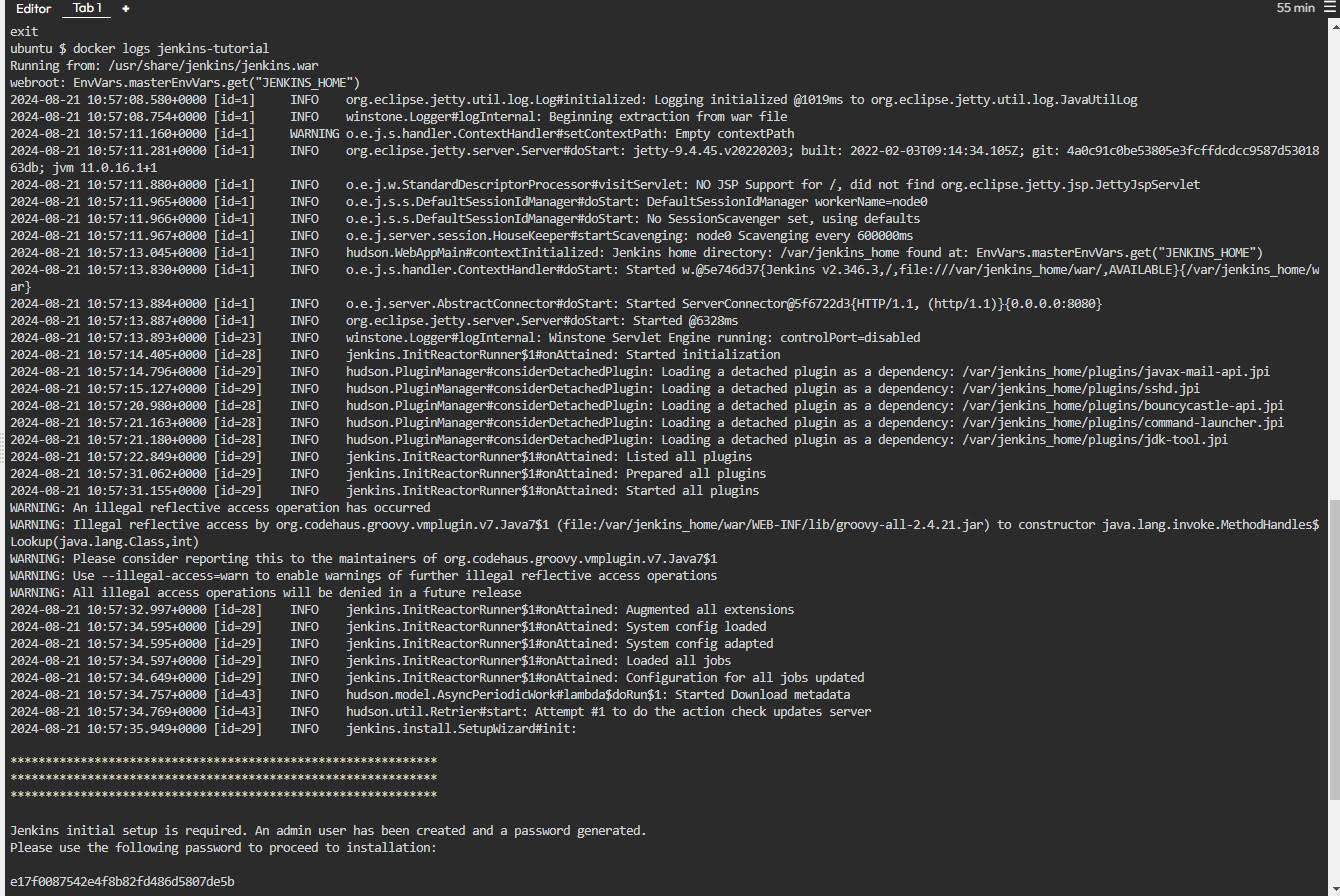 Editor Tab 1 + 55 min
exit
ubuntu $ docker logs jenkins-tutorial
Running from: /usr/share/jenkins/jenkins.war
webroot: EnvVars.masterEnvVars.get("JENKINS_HOME")
2024-08-21 10:57:08.580+0000 [id=1] INFO org.eclipse.jetty.util.log.Log#initialized: Logging initialized @1019ms to org.eclipse.jetty.util.log.JavaUtilLog
2024-08-21 10:57:08.754+0000 [id=1] INFO winstone.Logger#logInternal: Beginning extraction from war file
2024-08-21 10:57:11.160+0000 [id=1] WARNING o.e.j.s.handler.ContextHandler#setContextPath: Empty contextPath
2024-08-21 10:57:11.281+0000 [id=1] INFO org.eclipse.jetty.server.Server#doStart: jetty-9.4.45.v20220203; built: 2022-02-03T09:14:34.105Z; git: 4a0c91c0be53805e3fcffdcdcc9587d53018
63db; jvm 11.0.16.1+1
2024-08-21 10:57:11.880+0000 [id=1] INFO o.e.j.w.StandardDescriptorProcessor#visitServlet: NO JSP Support for /, did not find org.eclipse.jetty.jsp.JettyJspServlet
2024-08-21 10:57:11.965+0000 [id=1] INFO o.e.j.s.s.DefaultSessionIdManager#doStart: DefaultSessionIdManager workerName=node0
2024-08-21 10:57:11.966+0000 [id=1] INFO o.e.j.s.s.DefaultSessionIdManager#doStart: No SessionScavenger set, using defaults
2024-08-21 10:57:11.967+0000 [id=1] INFO o.e.j.server.session.HouseKeeper#startScavenging: node0 Scavenging every 600000ms
2024-08-21 10:57:13.045+0000 [id=1] INFO hudson.WebAppMain#contextInitialized: Jenkins home directory: /var/jenkins_home found at: EnvVars.masterEnvVars.get("JENKINS_HOME")
2024-08-21 10:57:13.830+0000 [id=1] INFO o.e.j.s.handler.ContextHandler#doStart: Started w.@5e746d37{Jenkins v2.346.3,/,file:///var/jenkins_home/war/,AVAILABLE}{/var/jenkins_home/w
ar}
2024-08-21 10:57:13.884+0000 [id=1] INFO o.e.j.server.AbstractConnector#doStart: Started ServerConnector@5f6722d3{HTTP/1.1, (http/1.1)}{0.0.0.0:8080}
2024-08-21 10:57:13.887+0000 [id=1] INFO org.eclipse.jetty.server.Server#doStart: Started @6328ms
2024-08-21 10:57:13.893+0000 [id=23] INFO winstone.Logger#logInternal: Winstone Servlet Engine running: controlPort=disabled
2024-08-21 10:57:14.405+0000 [id=28] INFO jenkins.InitReactorRunner$1#onAttained: Started initialization
2024-08-21 10:57:14.796+0000 [id=29] INFO hudson.PluginManager#considerDetachedPlugin: Loading a detached plugin as a dependency: /var/jenkins_home/plugins/javax-mail-api.jpi
2024-08-21 10:57:15.127+0000 [id=29] INFO hudson.PluginManager#considerDetachedPlugin: Loading a detached plugin as a dependency: /var/jenkins_home/plugins/sshd.jpi
2024-08-21 10:57:20.980+0000 [id=28] INFO hudson.PluginManager#considerDetachedPlugin: Loading a detached plugin as a dependency: /var/jenkins_home/plugins/bouncycastle-api.jpi
2024-08-21 10:57:21.163+0000 [id=28] INFO hudson.PluginManager#considerDetachedPlugin: Loading a detached plugin as a dependency: /var/jenkins_home/plugins/command-launcher.jpi
2024-08-21 10:57:21.180+0000 [id=28] INFO hudson.PluginManager#considerDetachedPlugin: Loading a detached plugin as a dependency: /var/jenkins_home/plugins/jdk-tool.jpi
2024-08-21 10:57:22.849+0000 [id=29] INFO jenkins.InitReactorRunner$1#onAttained: Listed all plugins
2024-08-21 10:57:31.062+0000 [id=29] INFO jenkins.InitReactorRunner$1#onAttained: Prepared all plugins
2024-08-21 10:57:31.155+0000 [id=29] INFO jenkins.InitReactorRunner$1#onAttained: Started all plugins
WARNING: An illegal reflective access operation has occurred
WARNING: Illegal reflective access by org.codehaus.groovy.vmplugin.v7.Java7$1 (file:/var/jenkins_home/war/WEB-INF/lib/groovy-all-2.4.21.jar) to constructor java.lang.invoke.MethodHandles$
Lookup(java.lang.Class,int)
WARNING: Please consider reporting this to the maintainers of org.codehaus.groovy.vmplugin.v7.Java7$1
WARNING: Use --illegal-access=warn to enable warnings of further illegal reflective access operations
WARNING: All illegal access operations will be denied in a future release
2024-08-21 10:57:32.997+0000 [id=28] INFO jenkins.InitReactorRunner$1#onAttained: Augmented all extensions
2024-08-21 10:57:34.595+0000 [id=29] INFO jenkins.InitReactorRunner$1#onAttained: System config loaded
2024-08-21 10:57:34.595+0000 [id=29] INFO jenkins.InitReactorRunner$1#onAttained: System config adapted
2024-08-21 10:57:34.597+0000 [id=29] INFO jenkins.InitReactorRunner$1#onAttained: Loaded all jobs
2024-08-21 10:57:34.649+0000 [id=29] INFO jenkins.InitReactorRunner$1#onAttained: Configuration for all jobs updated
2024-08-21 10:57:34.757+0000 [id=43] INFO hudson.model.AsyncPeriodicWork#lambda$doRun$1: Started Download metadata
2024-08-21 10:57:34.769+0000 [id=43] INFO hudson.util.Retrier#start: Attempt #1 to do the action check updates server
2024-08-21 10:57:35.949+0000 [id=29] INFO jenkins.install.SetupWizard#init:
*************************************************************
*************************************************************
*************************************************************
Jenkins initial setup is required. An admin user has been created and a password generated.
Please use the following password to proceed to installation:
e17f0087542e4f8b82fd486d5807de5b